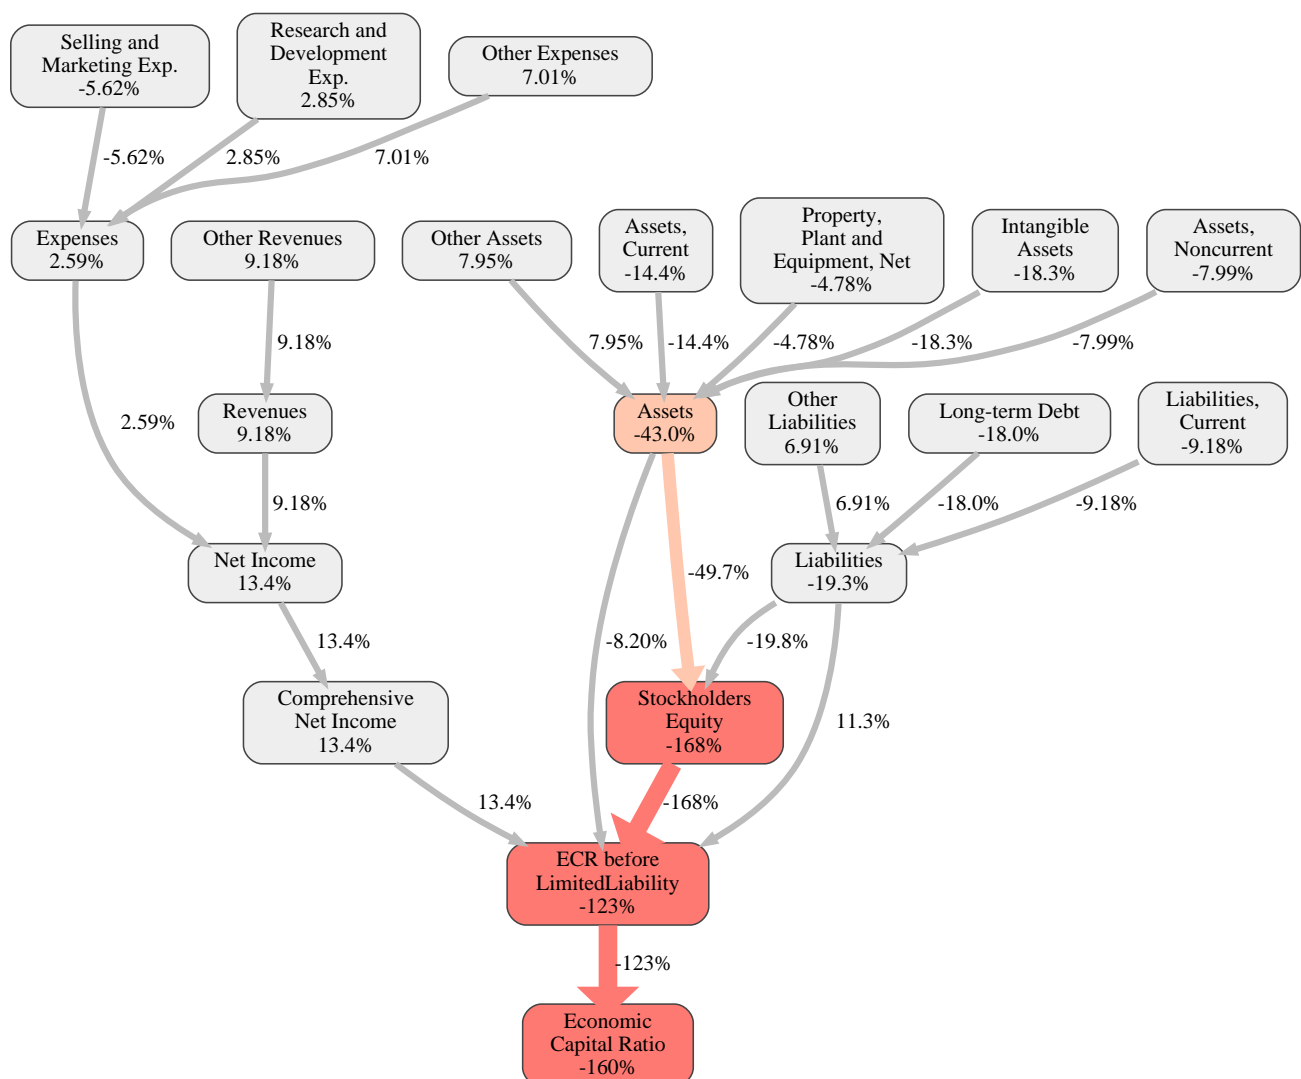 Selling and
Marketing Exp.
-5.62%
Research and
Development
Exp.
2.85%
Other Expenses
7.01%
-5.62%
2.85%
7.01%
Expenses
2.59%
Other Revenues
9.18%
Other Assets
7.95%
Assets,
Current
-14.4%
Property,
Plant and
Equipment, Net
-4.78%
Intangible
Assets
-18.3%
Assets,
Noncurrent
-7.99%
9.18%
7.95%
-14.4%
-4.78%
-18.3%
-7.99%
2.59%
Revenues
9.18%
Assets
-43.0%
Other
Liabilities
6.91%
Long-term Debt
-18.0%
Liabilities,
Current
-9.18%
9.18%
6.91%
-18.0%
-9.18%
Net Income
13.4%
-49.7%
Liabilities
-19.3%
13.4%
-8.20%
-19.8%
Comprehensive
Net Income
13.4%
Stockholders
Equity
-168%
11.3%
13.4%
-168%
ECR before
LimitedLiability
-123%
-123%
Economic
Capital Ratio
-160%